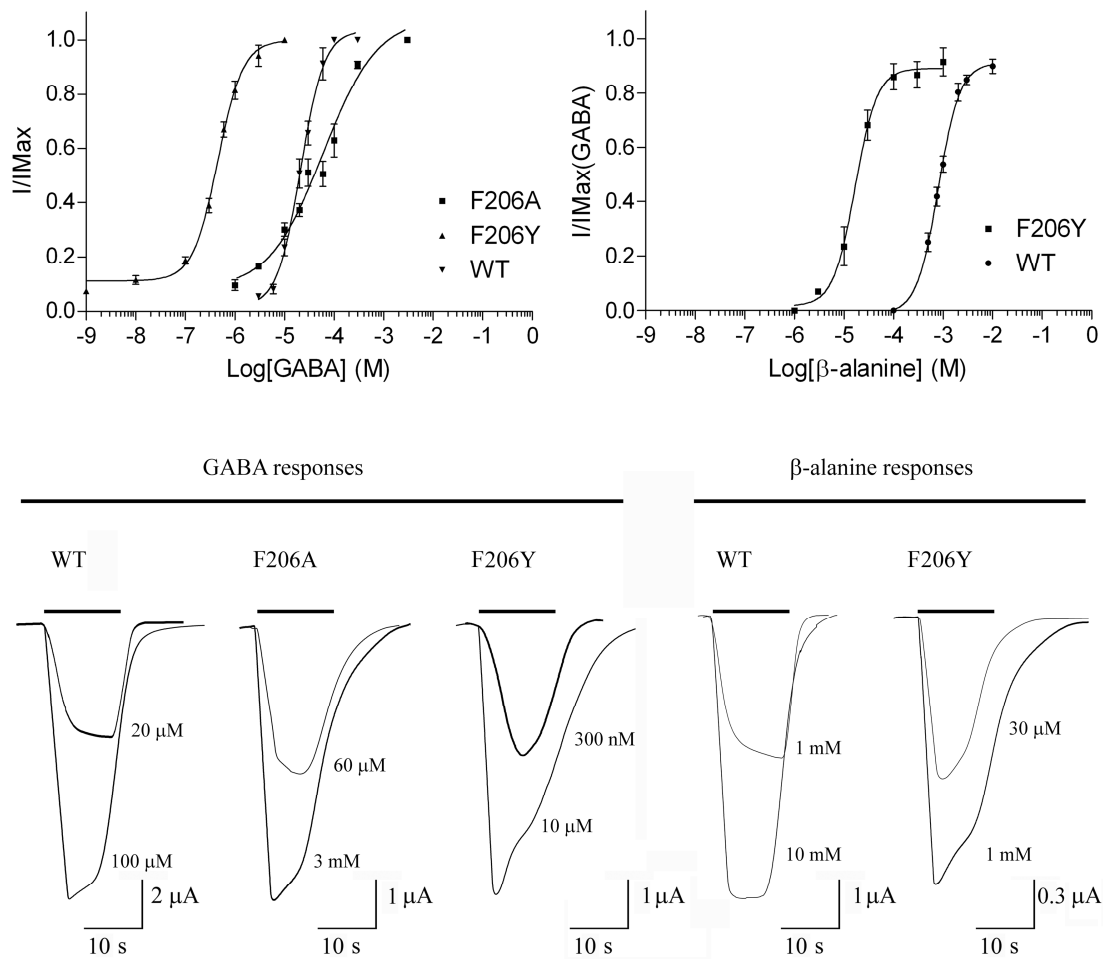 I/IMax
1.0
0.8
0.6
0.4
0.2
0.0
-9 -8 -7 -6 -5 -4 -3 -2 -1 0
Log[GABA] (M)
F206A
F206Y
WT
I/IMax(GABA)
1.0
0.8
0.6
0.4
0.2
0.0
-9 -8 -7 -6 -5 -4 -3 -2 -1 0
Log[β-alanine] (M)
F206Y
WT
GABA responses
β-alanine responses
WT
F206A
F206Y
WT
F206Y
20 μM
100 μM
2 μA
10 s
60 μM
3 mM
1 μA
10 s
300 nM
10 μM
1 μA
10 s
1 mM
10 mM
1 μA
10 s
30 μM
1 mM
0.3 μA
10 s